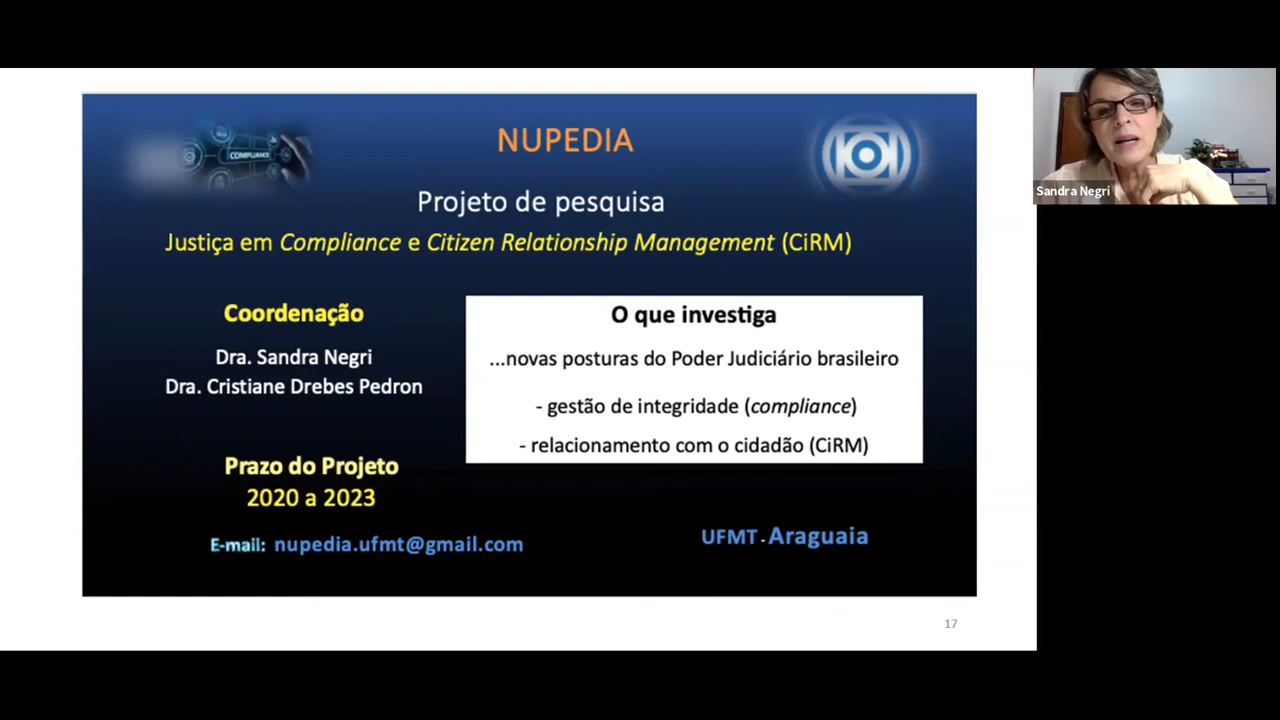 COMPLIANCE
NUPEDIA
Projeto de pesquisa
Justiça em Compliance e Citizen Relationship Management (CiRM)
Coordenação
Dra. Sandra Negri
Dra. Cristiane Drebes Pedron
Prazo do Projeto
2020 a 2023
E-mail: nupedia.ufmt@gmail.com
O que investiga
...novas posturas do Poder Judiciário brasileiro
- gestão de integridade (compliance)
- relacionamento com o cidadão (CiRM)
UFMT - Araguaia
17
Sandra Negri